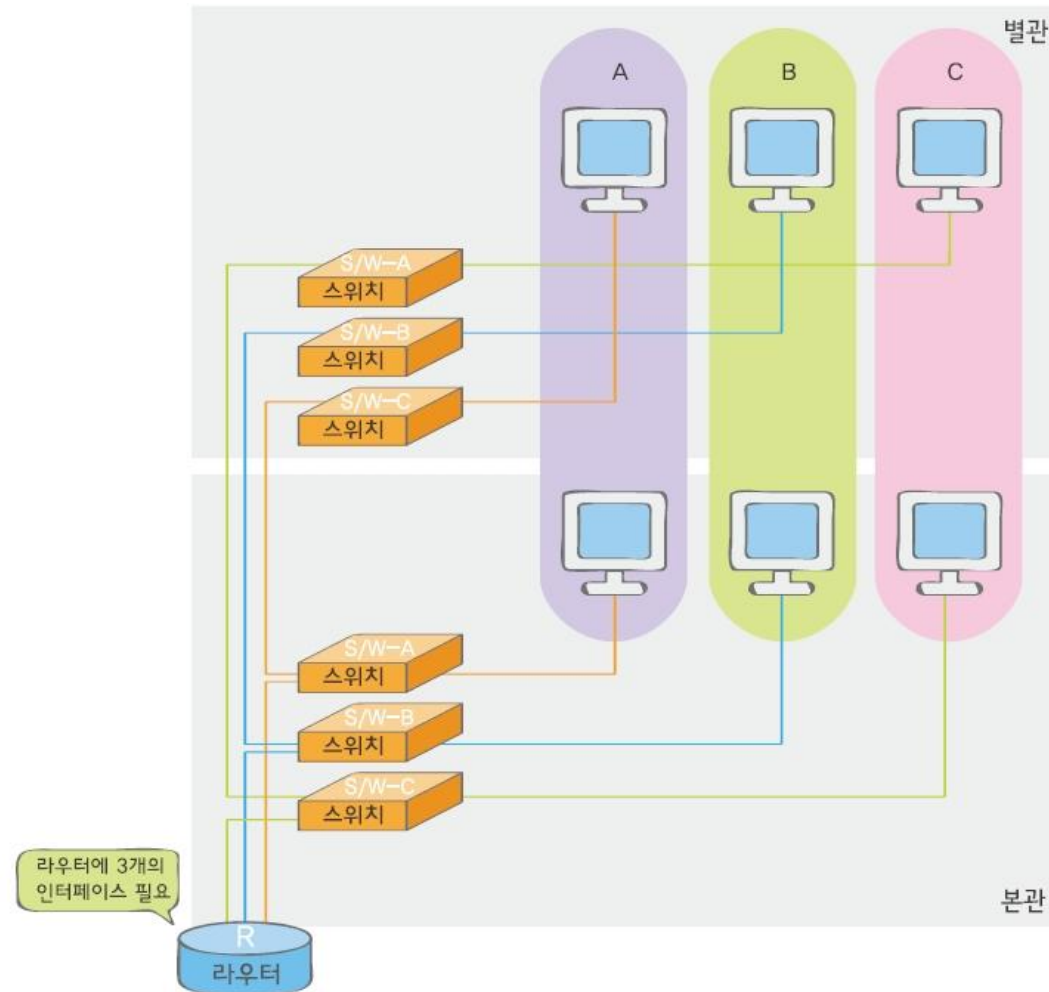 별관
A
B
C
S/W-A
스위치
S/W-B
스위치
S/W-C
스위치
S/W-A
스위치
S/W-B
스위치
S/W-C
스위치
라우터에 3개의
인터페이스 필요
본관
R
라우터